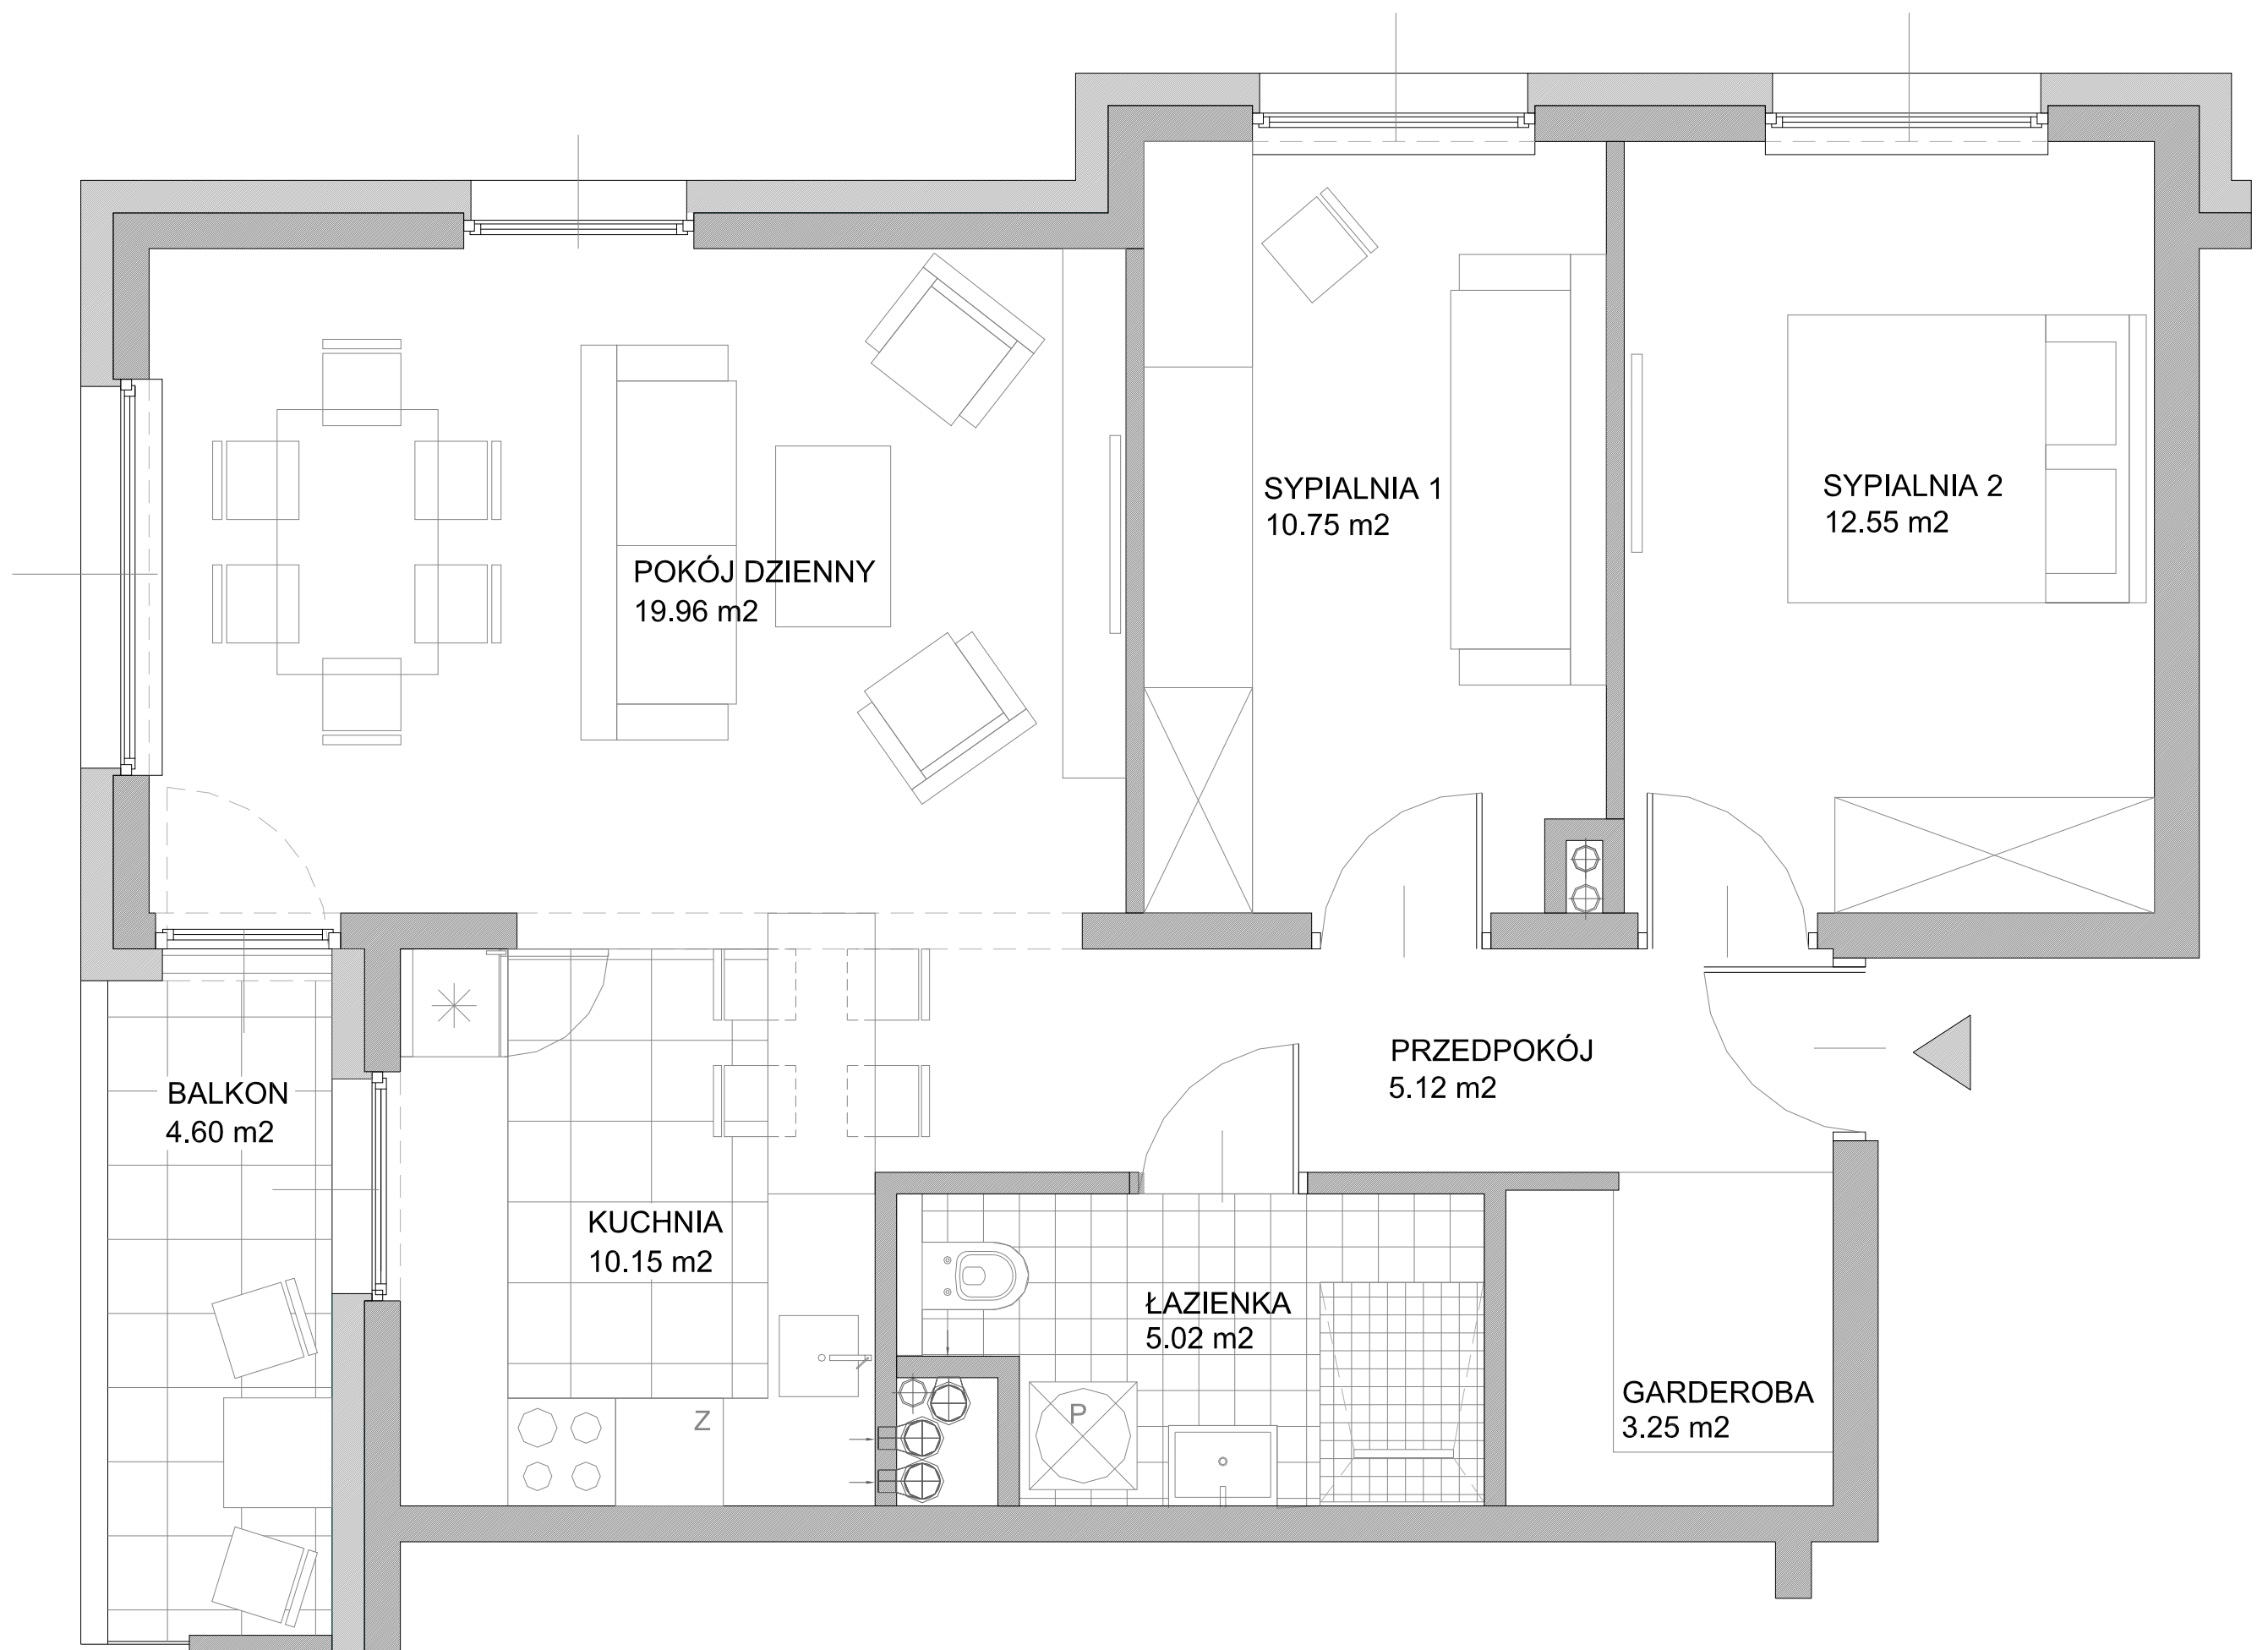 SYPIALNIA 1
10.75 m2
SYPIALNIA 2
12.55 m2
POKÓJ DZIENNY
19.96 m2
PRZEDPOKÓJ
5.12 m2
BALKON
4.60 m2
KUCHNIA
10.15 m2
ŁAZIENKA
5.02 m2
GARDEROBA
3.25 m2
Z
P